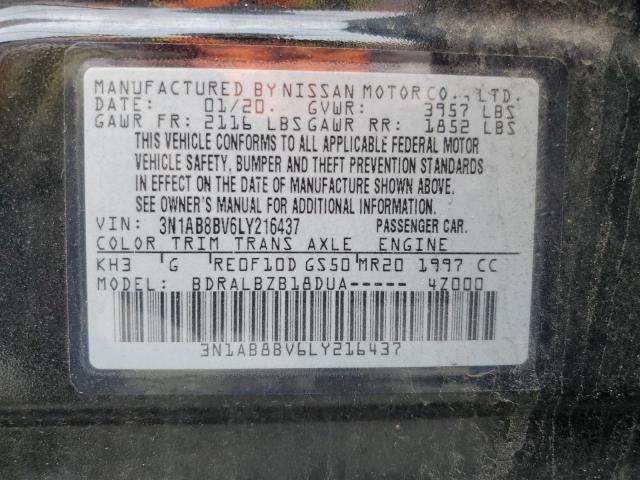 MANUFACTURED BY NISSAN MOTOR CO., LTD.
DATE: 01/20 GVWR: 3957 LBS
GAWR FR: 2116 LBS GAWR RR: 1852 LBS
THIS VEHICLE CONFORMS TO ALL APPLICABLE FEDERAL MOTOR
VEHICLE SAFETY, BUMPER AND THEFT PREVENTION STANDARDS
IN EFFECT ON THE DATE OF MANUFACTURE SHOWN ABOVE.
SEE OWNER'S MANUAL FOR ADDITIONAL INFORMATION.
VIN: 3N1AB8BV6LY216437 PASSENGER CAR.
COLOR TRIM TRANS AXLE ENGINE
KH3 G RE0F10D GS50 MR20 1997 CC
MODEL: BDRALBZB18DUA----- 4Z000
3N1AB8BV6LY216437